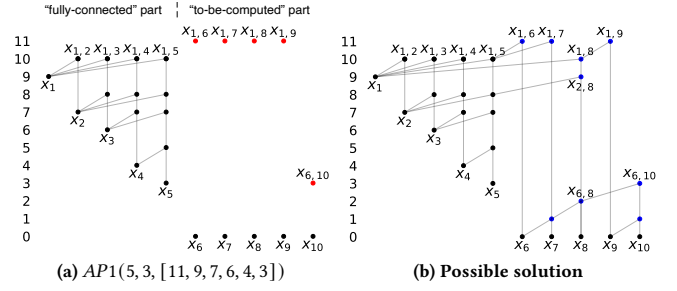 “fully-connected” part “to-be-computed” part
x1,6 x1,7 x1,8 x1,9
11
x1,2 x1,3 x1,4 x1,5
10
9
x1
8
7
x2
6
x3
5
4
x4
3
x5
x6,10
2
1
0
x6 x7 x8 x9 x10
(a) AP1(5, 3, [11, 9, 7, 6, 4, 3])
x1,6 x1,7 x1,9
11
x1,2 x1,3 x1,4 x1,5 x1,8
10
9
x1
x2,8
8
7
x2
6
x3
5
4
x4
3
x5
x6,10
x6,8
2
1
0
x6 x7 x8 x9 x10
(b) Possible solution